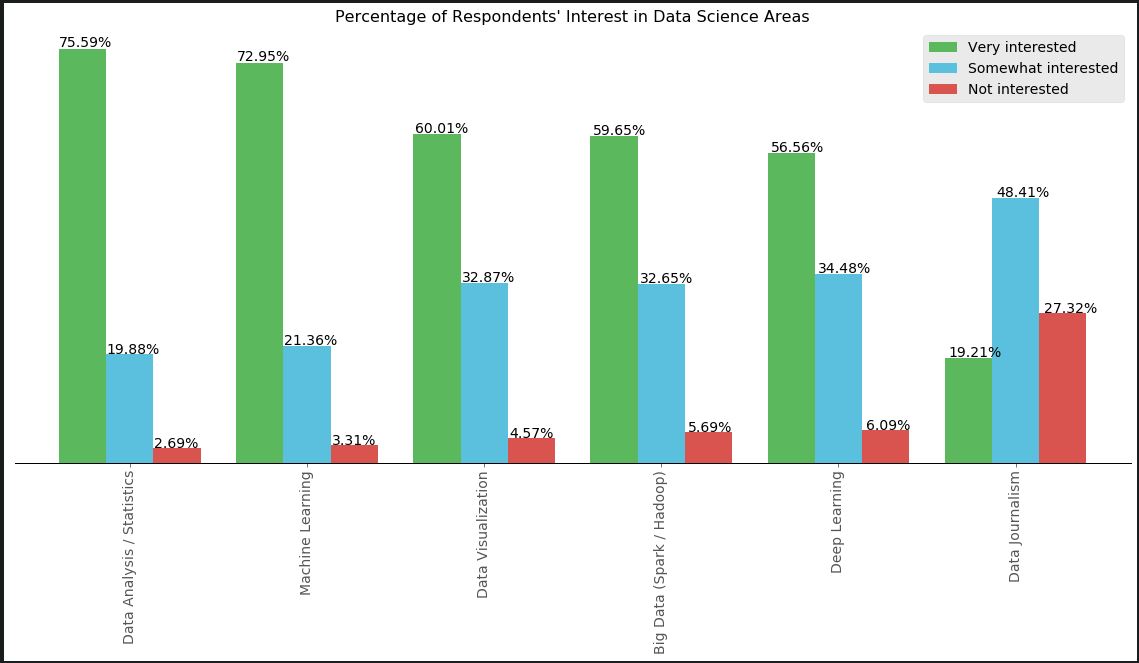 Percentage of Respondents' Interest in Data Science Areas
Very interested
Somewhat interested
Not interested
75.59%
19.88%
2.69%
72.95%
21.36%
3.31%
60.01%
32.87%
4.57%
59.65%
32.65%
5.69%
56.56%
34.48%
6.09%
19.21%
48.41%
27.32%
Data Analysis / Statistics
Machine Learning
Data Visualization
Big Data (Spark / Hadoop)
Deep Learning
Data Journalism